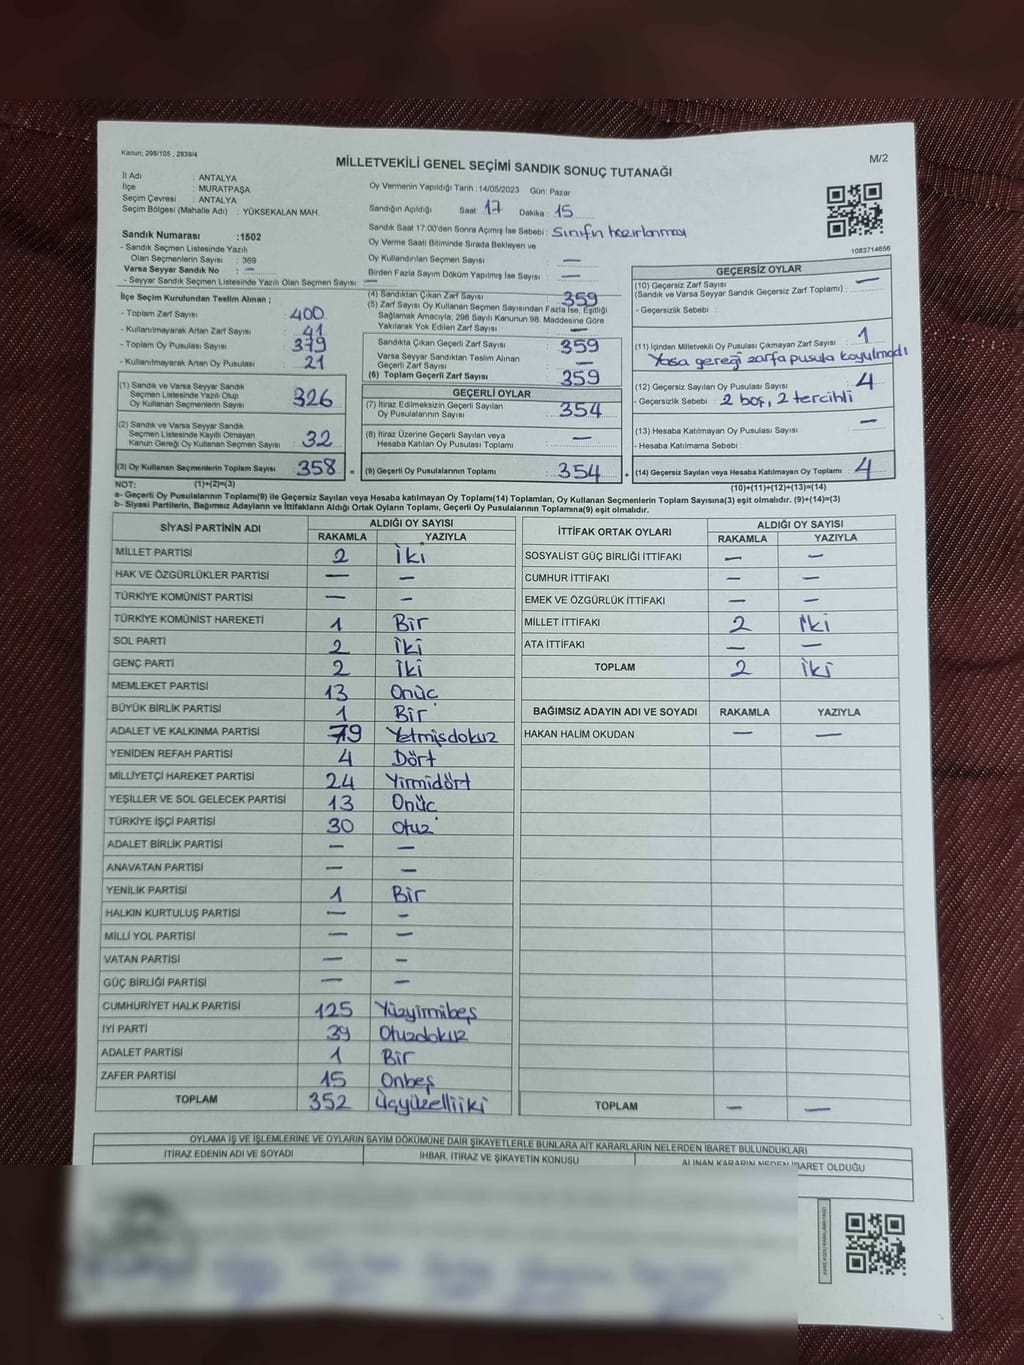 Kanun; 298/105 , 2839/4
M/2
MİLLETVEKİLİ GENEL SEÇİMİ SANDIK SONUÇ TUTANAĞI
İl Adı : ANTALYA
İlçe : MURATPAŞA
Seçim Çevresi : ANTALYA
Seçim Bölgesi (Mahalle Adı) : YÜKSEKALAN MAH.
Sandık Numarası :1502
- Sandık Seçmen Listesinde Yazılı
Olan Seçmenlerin Sayısı : 369
Varsa Seyyar Sandık No : —
- Seyyar Sandık Seçmen Listesinde Yazılı Olan Seçmen Sayısı: —
İlçe Seçim Kurulundan Teslim Alınan ;
- Toplam Zarf Sayısı : 400
- Kullanılmayarak Artan Zarf Sayısı : 41
- Toplam Oy Pusulası Sayısı : 379
- Kullanılmayarak Artan Oy Pusulası : 21
(1) Sandık ve Varsa Seyyar Sandık
Seçmen Listesinde Yazılı Olup
Oy Kullanan Seçmenlerin Sayısı : 326
(2) Sandık ve Varsa Seyyar Sandık
Seçmen Listesinde Kayıtlı Olmayan
Kanun Gereği Oy Kullanan Seçmen Sayısı : 32
(3) Oy Kullanan Seçmenlerin Toplam Sayısı : 358 =
Oy Vermenin Yapıldığı Tarih : 14/05/2023 Gün: Pazar
Sandığın Açıldığı Saat : 17 Dakika : 15
Sandık Saat 17:00'den Sonra Açımış İse Sebebi : Sınıfın hazırlanması
Oy Verme Saati Bitiminde Sırada Bekleyen ve
Oy Kullandırılan Seçmen Sayısı : —
Birden Fazla Sayım Döküm Yapılmış İse Sayısı : —
(4) Sandıktan Çıkan Zarf Sayısı : 359
(5) Zarf Sayısı Oy Kullanan Seçmen Sayısından Fazla İse, Eşitliği
Sağlamak Amacıyla, 298 Sayılı Kanunun 98. Maddesine Göre
Yakılarak Yok Edilen Zarf Sayısı : —
Sandıkta Çıkan Geçerli Zarf Sayısı : 359
Varsa Seyyar Sandıktan Teslim Alınan
Geçerli Zarf Sayısı : —
(6) Toplam Geçerli Zarf Sayısı : 359
GEÇERLİ OYLAR
(7) İtiraz Edilmeksizin Geçerli Sayılan
Oy Pusulalarının Sayısı : 354
(8) İtiraz Üzerine Geçerli Sayılan veya
Hesaba Katılan Oy Pusulası Toplamı : —
(9) Geçerli Oy Pusulalarının Toplamı : 354 +
1083714656
GEÇERSİZ OYLAR
(10) Geçersiz Zarf Sayısı
(Sandık ve Varsa Seyyar Sandık Geçersiz Zarf Toplamı) : —
- Geçersizlik Sebebi :
(11) İçinden Milletvekili Oy Pusulası Çıkmayan Zarf Sayısı : 1
Yasa gereği zarfa pusula koyulmadı
(12) Geçersiz Sayılan Oy Pusulası Sayısı : 4
- Geçersizlik Sebebi : 2 boş, 2 tercihli
(13) Hesaba Katılmayan Oy Pusulası Sayısı : —
- Hesaba Katılmama Sebebi :
(14) Geçersiz Sayılan veya Hesaba Katılmayan Oy Toplamı : 4
NOT: (1)+(2)=(3) (10)+(11)+(12)+(13)=(14)
a- Geçerli Oy Pusulalarının Toplamı(9) ile Geçersiz Sayılan veya Hesaba katılmayan Oy Toplamı(14) Toplamları, Oy Kullanan Seçmenlerin Toplam Sayısına(3) eşit olmalıdır. (9)+(14)=(3)
b- Siyasi Partilerin, Bağımsız Adayların ve İttifakların Aldığı Ortak Oyların Toplamı, Geçerli Oy Pusulalarının Toplamına(9) eşit olmalıdır.
SİYASİ PARTİNİN ADI ALDIĞI OY SAYISI
RAKAMLA YAZIYLA
MİLLET PARTİSİ 2 İki
HAK VE ÖZGÜRLÜKLER PARTİSİ — —
TÜRKİYE KOMÜNİST PARTİSİ — —
TÜRKİYE KOMÜNİST HAREKETİ 1 Bir
SOL PARTİ 2 İki
GENÇ PARTİ 2 İki
MEMLEKET PARTİSİ 13 Onüç
BÜYÜK BİRLİK PARTİSİ 1 Bir
ADALET VE KALKINMA PARTİSİ 79 Yetmişdokuz
YENİDEN REFAH PARTİSİ 4 Dört
MİLLİYETÇİ HAREKET PARTİSİ 24 Yirmidört
YEŞİLLER VE SOL GELECEK PARTİSİ 13 Onüç
TÜRKİYE İŞÇİ PARTİSİ 30 Otuz
ADALET BİRLİK PARTİSİ — —
ANAVATAN PARTİSİ — —
YENİLİK PARTİSİ 1 Bir
HALKIN KURTULUŞ PARTİSİ — —
MİLLİ YOL PARTİSİ — —
VATAN PARTİSİ — —
GÜÇ BİRLİĞİ PARTİSİ — —
CUMHURİYET HALK PARTİSİ 125 Yüzyirmibeş
İYİ PARTİ 39 Otuzdokuz
ADALET PARTİSİ 1 Bir
ZAFER PARTİSİ 15 Onbeş
TOPLAM 352 Üçyüzelliiki
İTTİFAK ORTAK OYLARI ALDIĞI OY SAYISI
RAKAMLA YAZIYLA
SOSYALİST GÜÇ BİRLİĞİ İTTİFAKI — —
CUMHUR İTTİFAKI — —
EMEK VE ÖZGÜRLÜK İTTİFAKI — —
MİLLET İTTİFAKI 2 İki
ATA İTTİFAKI — —
TOPLAM 2 İki
BAĞIMSIZ ADAYIN ADI VE SOYADI RAKAMLA YAZIYLA
HAKAN HALİM OKUDAN — —
TOPLAM — —
OYLAMA İŞ VE İŞLEMLERİNE VE OYLARIN SAYIM DÖKÜMÜNE DAİR ŞİKAYETLERLE BUNLARA AİT KARARLARIN NELERDEN İBARET BULUNDUKLARI
İTİRAZ EDENİN ADI VE SOYADI İHBAR, İTİRAZ VE ŞİKAYETİN KONUSU ALINAN KARARIN NEDEN İBARET OLDUĞU